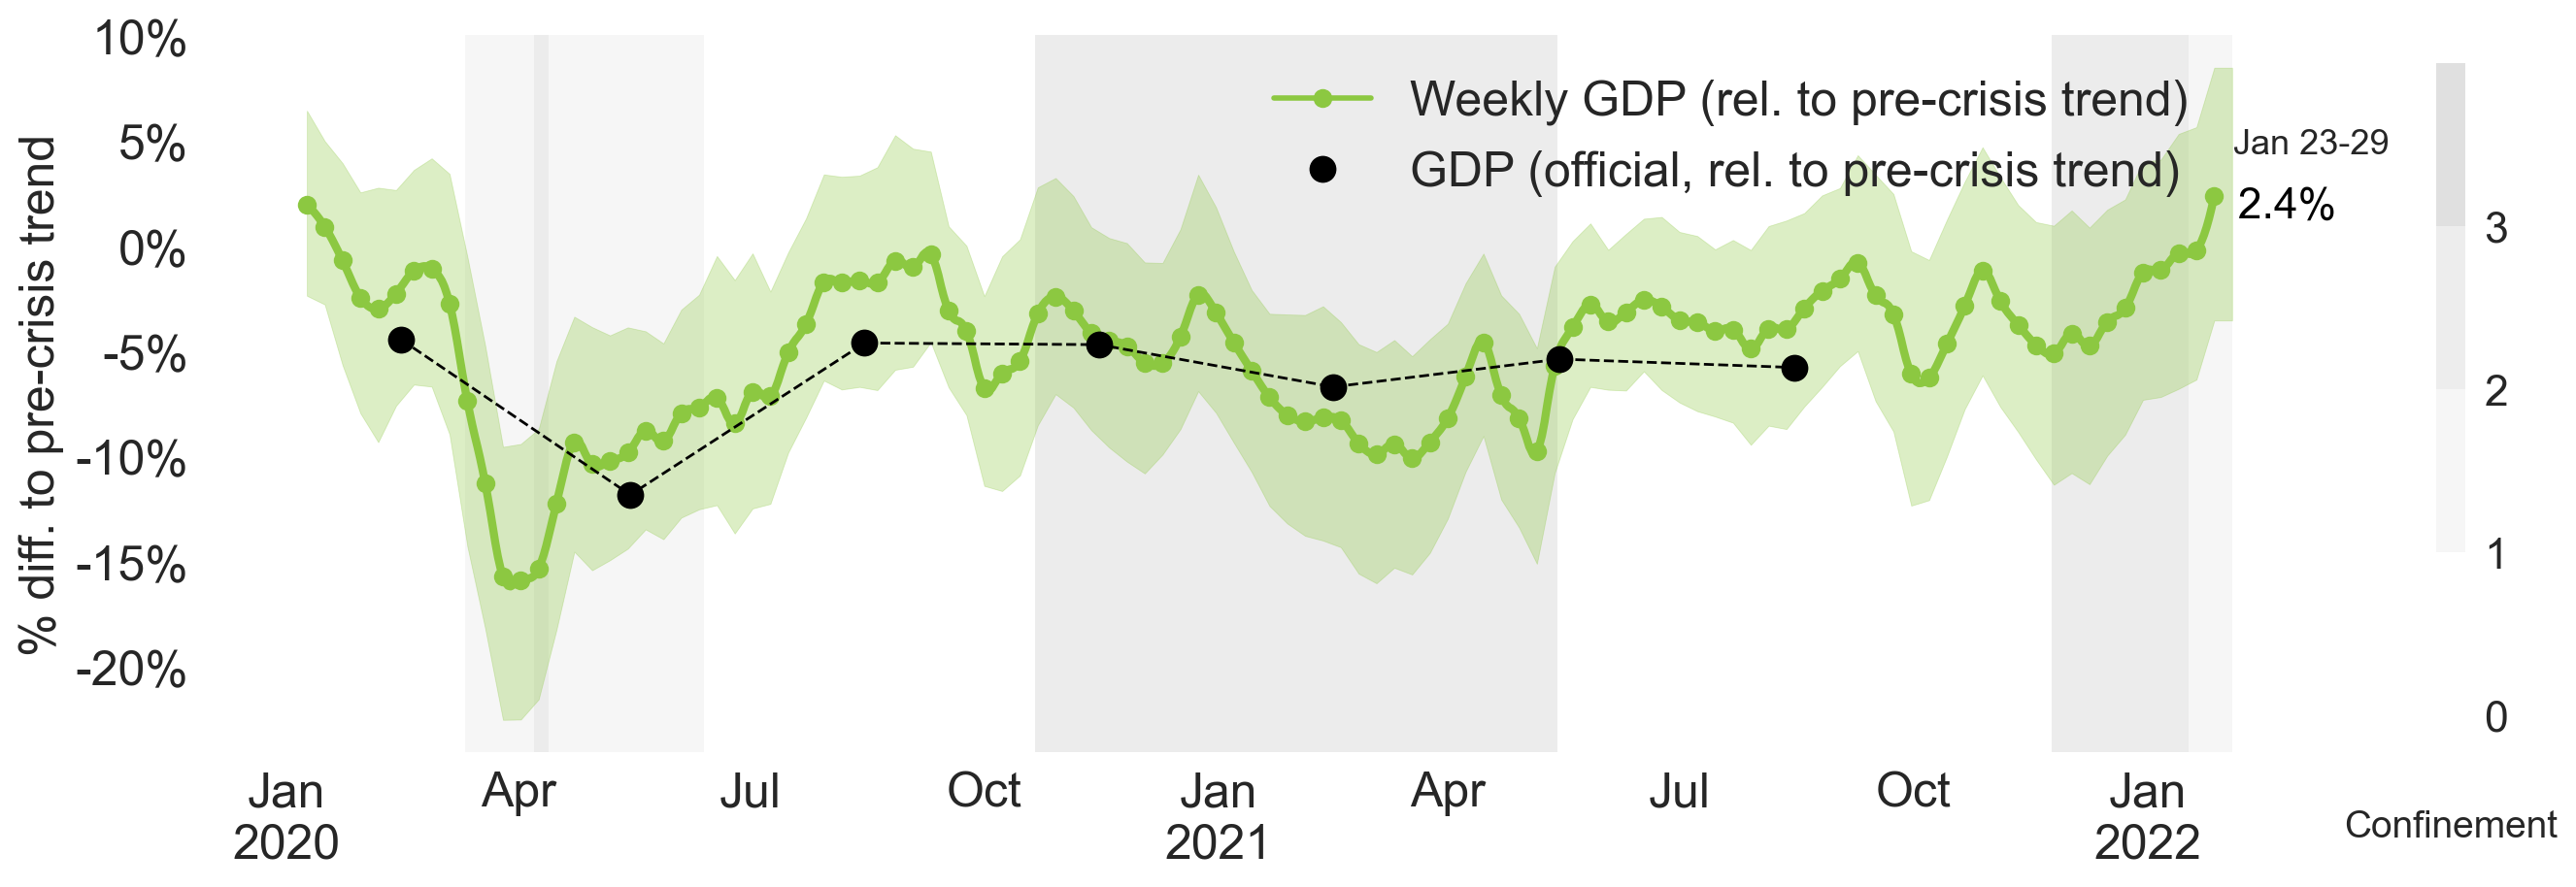 % diff. to pre-crisis trend
10%
5%
0%
-5%
-10%
-15%
-20%
Weekly GDP (rel. to pre-crisis trend)
GDP (official, rel. to pre-crisis trend)
Jan 23-29
2.4%
3
2
1
0
Jan Apr Jul Oct Jan Apr Jul Oct Jan
2020 2021 2022
Confinement